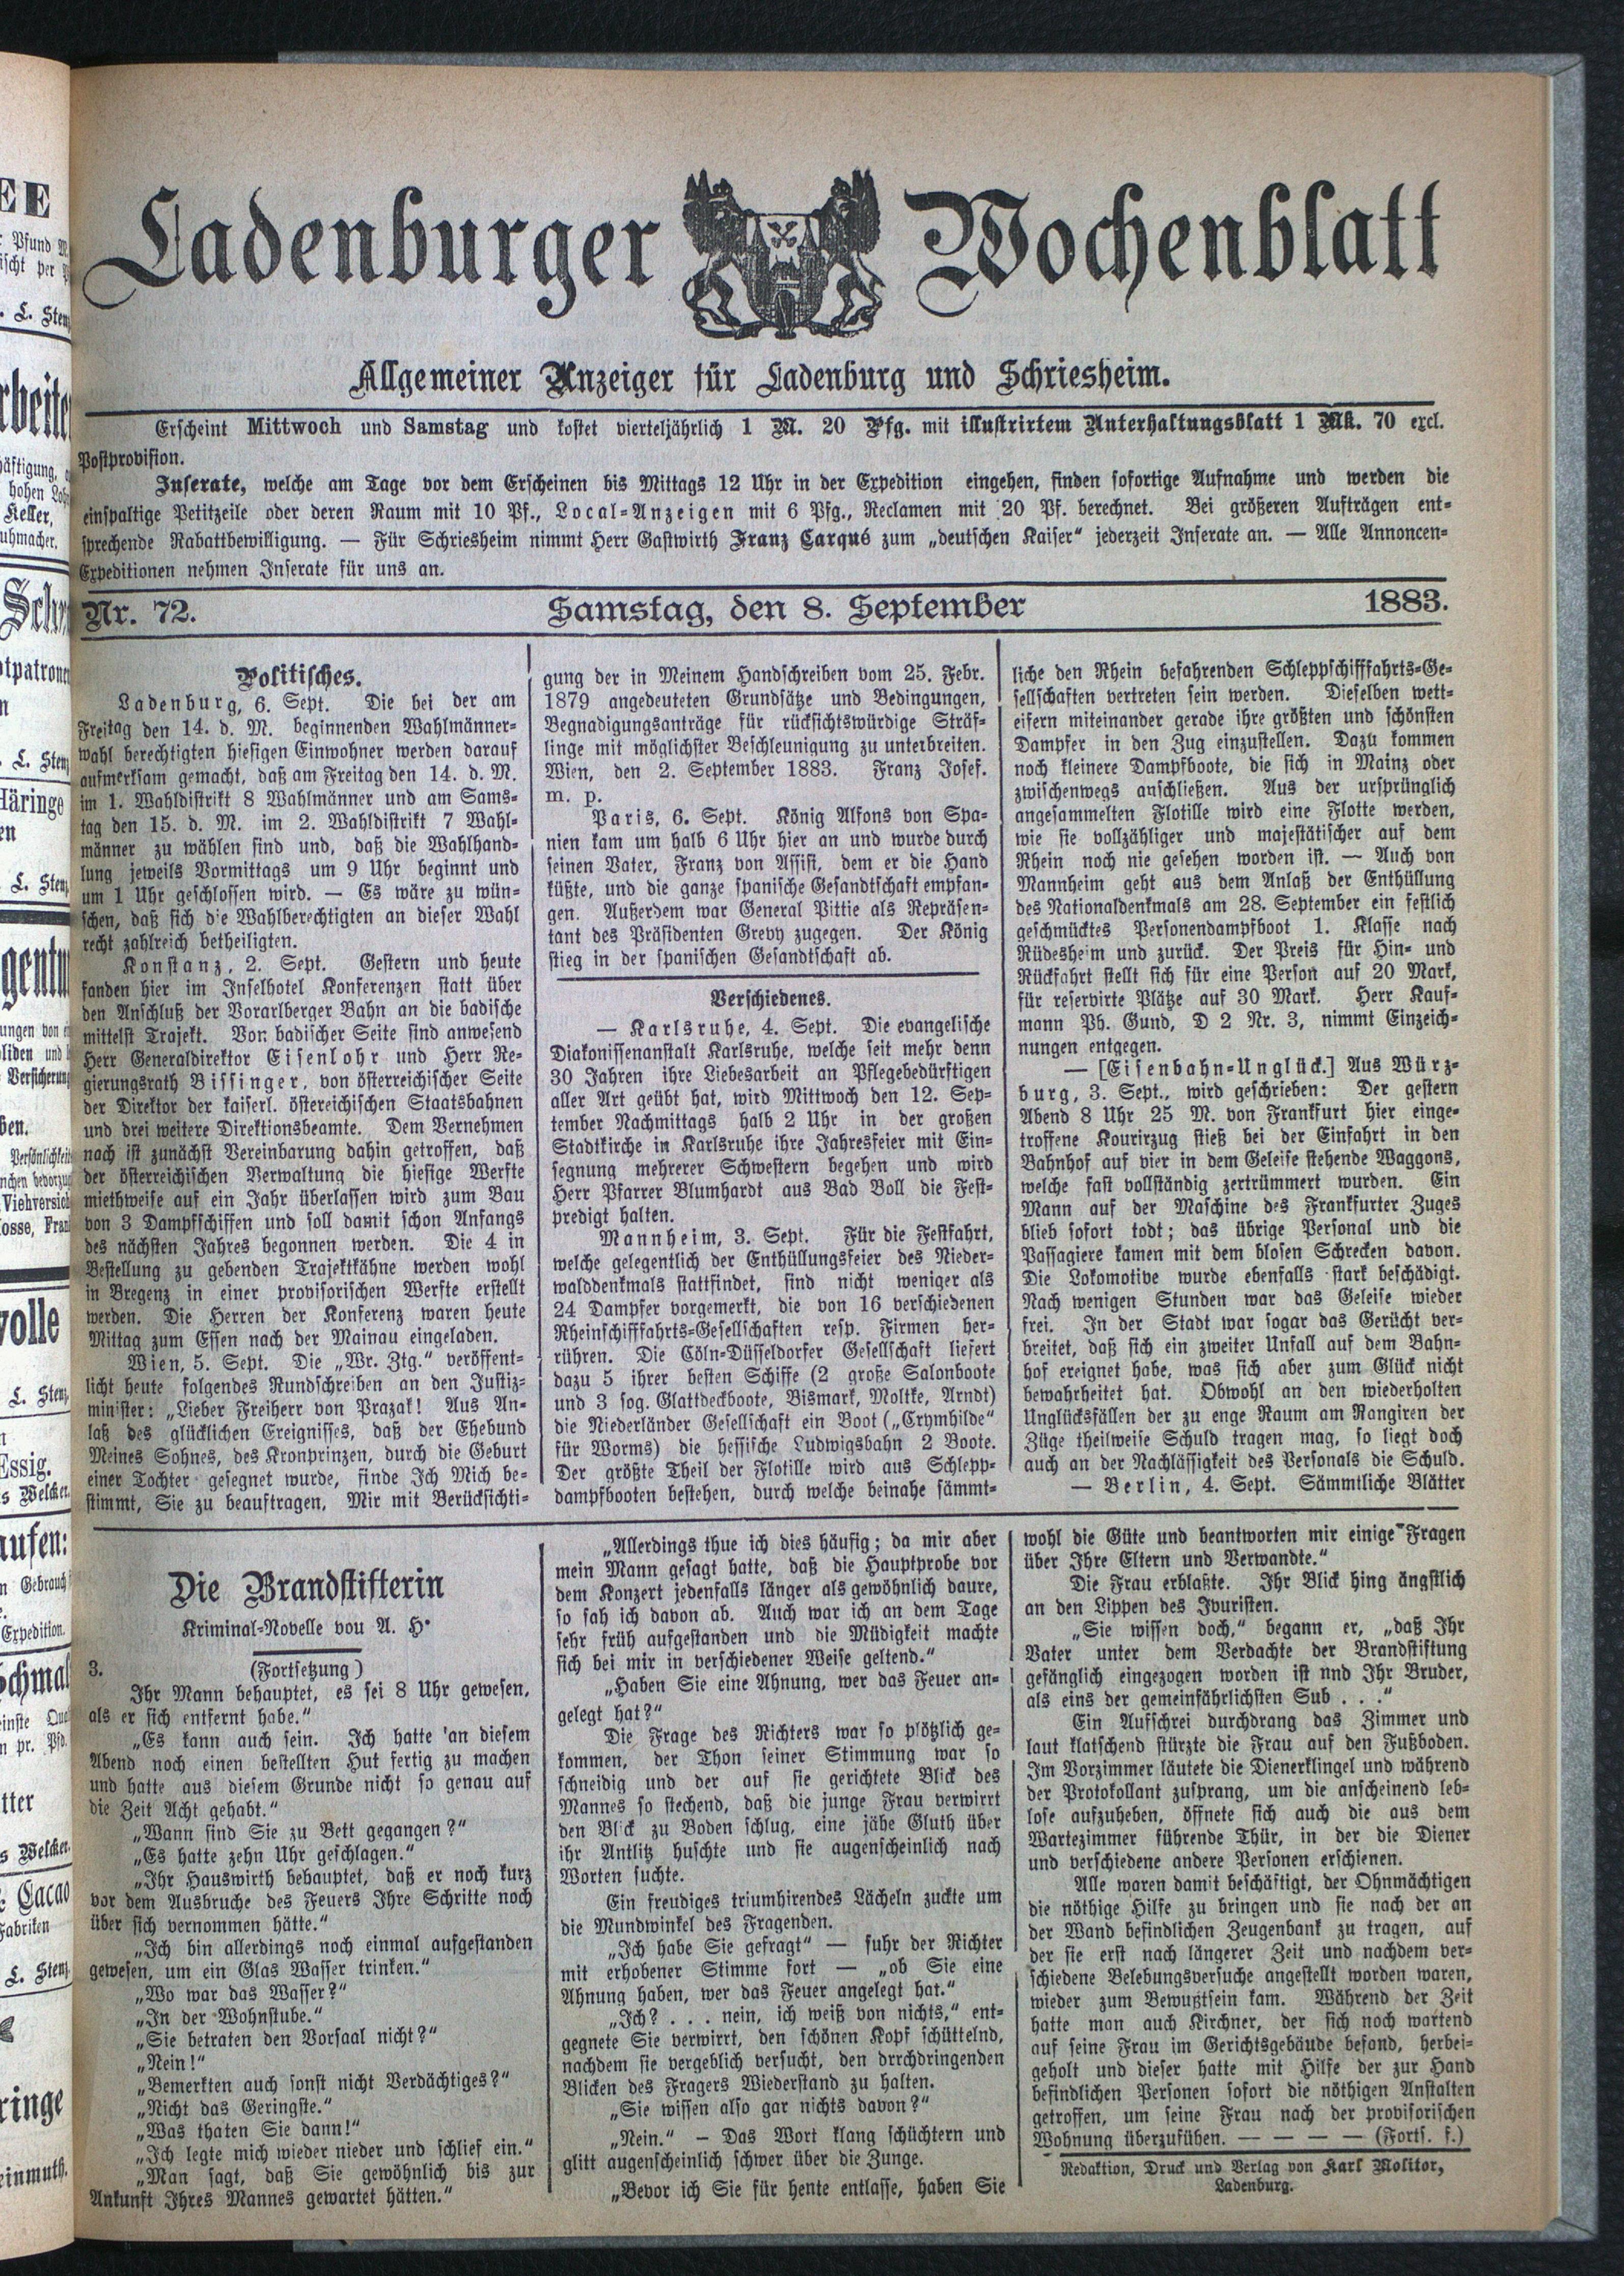 Ladenburger Wochenblatt
Allgemeiner Anzeiger für Ladenburg und Schriesheim.
Erscheint Mittwoch und Samstag und kostet vierteljährlich 1 M. 20 Pfg. mit illustrirtem Unterhaltungsblatt 1 Mk. 70 excl.
Postprovision.
Inserate, welche am Tage vor dem Erscheinen bis Mittags 12 Uhr in der Expedition eingehen, finden sofortige Aufnahme und werden die
einspaltige Petitzeile oder deren Raum mit 10 Pf., Local-Anzeigen mit 6 Pfg., Reclamen mit 20 Pf. berechnet. Bei größeren Aufträgen ent-
sprechende Rabattbewilligung. — Für Schriesheim nimmt Herr Gastwirth Franz Carqué zum „deutschen Kaiser“ jederzeit Inserate an. — Alle Annoncen-
Expeditionen nehmen Inserate für uns an.
Nr. 72. Samstag, den 8. September 1883.
Politisches.
Ladenburg, 6. Sept. Die bei der am
Freitag den 14. d. M. beginnenden Wahlmänner-
wahl berechtigten hiesigen Einwohner werden darauf
aufmerksam gemacht, daß am Freitag den 14. d. M.
im 1. Wahldistrikt 8 Wahlmänner und am Sams-
tag den 15. d. M. im 2. Wahldistrikt 7 Wahl-
männer zu wählen sind und, daß die Wahlhand-
lung jeweils Vormittags um 9 Uhr beginnt und
um 1 Uhr geschlossen wird. — Es wäre zu wün-
schen, daß sich die Wahlberechtigten an dieser Wahl
recht zahlreich betheiligten.
Konstanz, 2. Sept. Gestern und heute
fanden hier im Inselhotel Konferenzen statt über
den Anschluß der Vorarlberger Bahn an die badische
mittelst Trajekt. Von badischer Seite sind anwesend
Herr Generaldirektor Eisenlohr und Herr Re-
gierungsrath Bissinger, von österreichischer Seite
der Direktor der kaiserl. östereichischen Staatsbahnen
und drei weitere Direktionsbeamte. Dem Vernehmen
nach ist zunächst Vereinbarung dahin getroffen, daß
der österreichischen Verwaltung die hiesige Werfte
miethweise auf ein Jahr überlassen wird zum Bau
von 3 Dampfschiffen und soll damit schon Anfangs
des nächsten Jahres begonnen werden. Die 4 in
Bestellung zu gebenden Trajektkähne werden wohl
in Bregenz in einer provisorischen Werfte erstellt
werden. Die Herren der Konferenz waren heute
Mittag zum Essen nach der Mainau eingeladen.
Wien, 5. Sept. Die „Wr. Ztg.“ veröffent-
licht heute folgendes Rundschreiben an den Justiz-
minister: „Lieber Freiherr von Prazak! Aus An-
laß des glücklichen Ereignisses, daß der Ehebund
Meines Sohnes, des Kronprinzen, durch die Geburt
einer Tochter gesegnet wurde, finde Ich Mich be-
stimmt, Sie zu beauftragen, Mir mit Berücksichti-
gung der in Meinem Handschreiben vom 25. Febr.
1879 angedeuteten Grundsätze und Bedingungen,
Begnadigungsanträge für rücksichtswürdige Sträf-
linge mit möglichster Beschleunigung zu unterbreiten.
Wien, den 2. September 1883. Franz Josef.
m. p.
Paris, 6. Sept. König Alfons von Spa-
nien kam um halb 6 Uhr hier an und wurde durch
seinen Vater, Franz von Assisi, dem er die Hand
küßte, und die ganze spanische Gesandtschaft empfan-
gen. Außerdem war General Pittie als Repräsen-
tant des Präsidenten Grevy zugegen. Der König
stieg in der spanischen Gesandtschaft ab.
Verschiedenes.
— Karlsruhe, 4. Sept. Die evangelische
Diakonissenanstalt Karlsruhe, welche seit mehr denn
30 Jahren ihre Liebesarbeit an Pflegebedürftigen
aller Art geübt hat, wird Mittwoch den 12. Sep-
tember Nachmittags halb 2 Uhr in der großen
Stadtkirche in Karlsruhe ihre Jahresfeier mit Ein-
segnung mehrerer Schwestern begehen und wird
Herr Pfarrer Blumhardt aus Bad Boll die Fest-
predigt halten.
Mannheim, 3. Sept. Für die Festfahrt,
welche gelegentlich der Enthüllungsfeier des Nieder-
walddenkmals stattfindet, sind nicht weniger als
24 Dampfer vorgemerkt, die von 16 verschiedenen
Rheinschifffahrts-Gesellschaften resp. Firmen her-
rühren. Die Cöln-Düsseldorfer Gesellschaft liefert
dazu 5 ihrer besten Schiffe (2 große Salonboote
und 3 sog. Glattdeckboote, Bismark, Moltke, Arndt)
die Niederländer Gesellschaft ein Boot („Crymhilde“
für Worms) die hessische Ludwigsbahn 2 Boote.
Der größte Theil der Flotille wird aus Schlepp-
dampfbooten bestehen, durch welche beinahe sämmt-
liche den Rhein befahrenden Schleppschifffahrts-Ge-
sellschaften vertreten sein werden. Dieselben wett-
eifern miteinander gerade ihre größten und schönsten
Dampfer in den Zug einzustellen. Dazu kommen
noch kleinere Dampfboote, die sich in Mainz oder
zwischenwegs anschließen. Aus der ursprünglich
angesammelten Flotille wird eine Flotte werden,
wie sie vollzähliger und majestätischer auf dem
Rhein noch nie gesehen worden ist. — Auch von
Mannheim geht aus dem Anlaß der Enthüllung
des Nationaldenkmals am 28. September ein festlich
geschmücktes Personendampfboot 1. Klasse nach
Rüdesheim und zurück. Der Preis für Hin- und
Rückfahrt stellt sich für eine Person auf 20 Mark,
für reservirte Plätze auf 30 Mark. Herr Kauf-
mann Ph. Gund, D 2 Nr. 3, nimmt Einzeich-
nungen entgegen.
— [Eisenbahn-Unglück.] Aus Würz-
burg, 3. Sept., wird geschrieben: Der gestern
Abend 8 Uhr 25 M. von Frankfurt hier einge-
troffene Kourirzug stieß bei der Einfahrt in den
Bahnhof auf vier in dem Geleise stehende Waggons,
welche fast vollständig zertrümmert wurden. Ein
Mann auf der Maschine des Frankfurter Zuges
blieb sofort todt; das übrige Personal und die
Passagiere kamen mit dem blosen Schrecken davon.
Die Lokomotive wurde ebenfalls stark beschädigt.
Nach wenigen Stunden war das Geleise wieder
frei. In der Stadt war sogar das Gerücht ver-
breitet, daß sich ein zweiter Unfall auf dem Bahn-
hof ereignet habe, was sich aber zum Glück nicht
bewahrheitet hat. Obwohl an den wiederholten
Unglücksfällen der zu enge Raum am Rangiren der
Züge theilweise Schuld tragen mag, so liegt doch
auch an der Nachlässigkeit des Personals die Schuld.
— Berlin, 4. Sept. Sämmtliche Blätter
Die Brandstifterin
Kriminal-Novelle vou A. H.
3. (Fortsetzung)
Ihr Mann behauptet, es sei 8 Uhr gewesen,
als er sich entfernt habe.“
„Es kann auch sein. Ich hatte an diesem
Abend noch einen bestellten Hut fertig zu machen
und hatte aus diesem Grunde nicht so genau auf
die Zeit Acht gehabt.“
„Wann sind Sie zu Bett gegangen?“
„Es hatte zehn Uhr geschlagen.“
„Ihr Hauswirth behauptet, daß er noch kurz
vor dem Ausbruche des Feuers Ihre Schritte noch
über sich vernommen hätte.“
„Ich bin allerdings noch einmal aufgestanden
gewesen, um ein Glas Wasser trinken.“
„Wo war das Wasser?“
„In der Wohnstube.“
„Sie betraten den Vorsaal nicht?“
„Nein!“
„Bemerkten auch sonst nicht Verdächtiges?“
„Nicht das Geringste.“
„Was thaten Sie dann!“
„Ich legte mich wieder nieder und schlief ein.“
„Man sagt, daß Sie gewöhnlich bis zur
Ankunft Ihres Mannes gewartet hätten.“
„Allerdings thue ich dies häufig; da mir aber
mein Mann gesagt hatte, daß die Hauptprobe vor
dem Konzert jedenfalls länger als gewöhnlich daure,
so sah ich davon ab. Auch war ich an dem Tage
sehr früh aufgestanden und die Müdigkeit machte
sich bei mir in verschiedener Weise geltend.“
„Haben Sie eine Ahnung, wer das Feuer an-
gelegt hat?“
Die Frage des Richters war so plötzlich ge-
kommen, der Thon seiner Stimmung war so
schneidig und der auf sie gerichtete Blick des
Mannes so stechend, daß die junge Frau verwirrt
den Blick zu Boden schlug, eine jähe Gluth über
ihr Antlitz huschte und sie augenscheinlich nach
Worten suchte.
Ein freudiges triumhirendes Lächeln zuckte um
die Mundwinkel des Fragenden.
„Ich habe Sie gefragt“ — fuhr der Richter
mit erhobener Stimme fort — „ob Sie eine
Ahnung haben, wer das Feuer angelegt hat.“
„Ich? . . . nein, ich weiß von nichts,“ ent-
gegnete Sie verwirrt, den schönen Kopf schüttelnd,
nachdem sie vergeblich versucht, den drrchdringenden
Blicken des Fragers Wiederstand zu halten.
„Sie wissen also gar nichts davon?“
„Nein.“ — Das Wort klang schüchtern und
glitt augenscheinlich schwer über die Zunge.
„Bevor ich Sie für hente entlasse, haben Sie
wohl die Güte und beantworten mir einige Fragen
über Ihre Eltern und Verwandte.“
Die Frau erblaßte. Ihr Blick hing ängstlich
an den Lippen des Jvuristen.
„Sie wissen doch,“ begann er, „daß Ihr
Vater unter dem Verdachte der Brandstiftung
gefänglich eingezogen worden ist nnd Ihr Bruder,
als eins der gemeinfährlichsten Sub . . .“
Ein Aufschrei durchdrang das Zimmer und
laut klatschend stürzte die Frau auf den Fußboden.
Im Vorzimmer läutete die Dienerklingel und während
der Protokollant zusprang, um die anscheinend leb-
lose aufzuheben, öffnete sich auch die aus dem
Wartezimmer führende Thür, in der die Diener
und verschiedene andere Personen erschienen.
Alle waren damit beschäftigt, der Ohnmächtigen
die nöthige Hilfe zu bringen und sie nach der an
der Wand befindlichen Zeugenbank zu tragen, auf
der sie erst nach längerer Zeit und nachdem ver-
schiedene Belebungsversuche angestellt worden waren,
wieder zum Bewußtsein kam. Während der Zeit
hatte man auch Kirchner, der sich noch wartend
auf seine Frau im Gerichtsgebäude befand, herbei-
geholt und dieser hatte mit Hilfe der zur Hand
befindlichen Personen sofort die nöthigen Anstalten
getroffen, um seine Frau nach der provisorischen
Wohnung überzufüben. — — — — (Forts. f.)
Redaktion, Druck und Verlag von Karl Molitor,
Ladenburg.